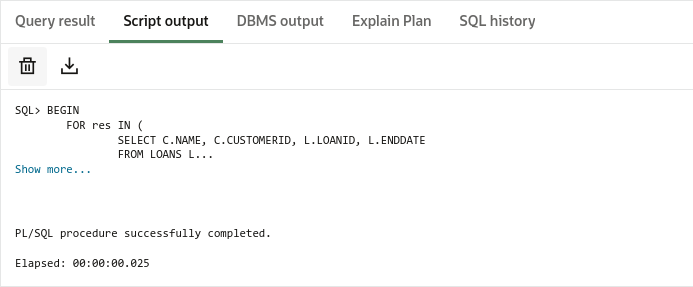 Query result Script output DBMS output Explain Plan SQL history
SQL> BEGIN
        FOR res IN (
                SELECT C.NAME, C.CUSTOMERID, L.LOANID, L.ENDDATE
                FROM LOANS L...
Show more...
PL/SQL procedure successfully completed.
Elapsed: 00:00:00.025